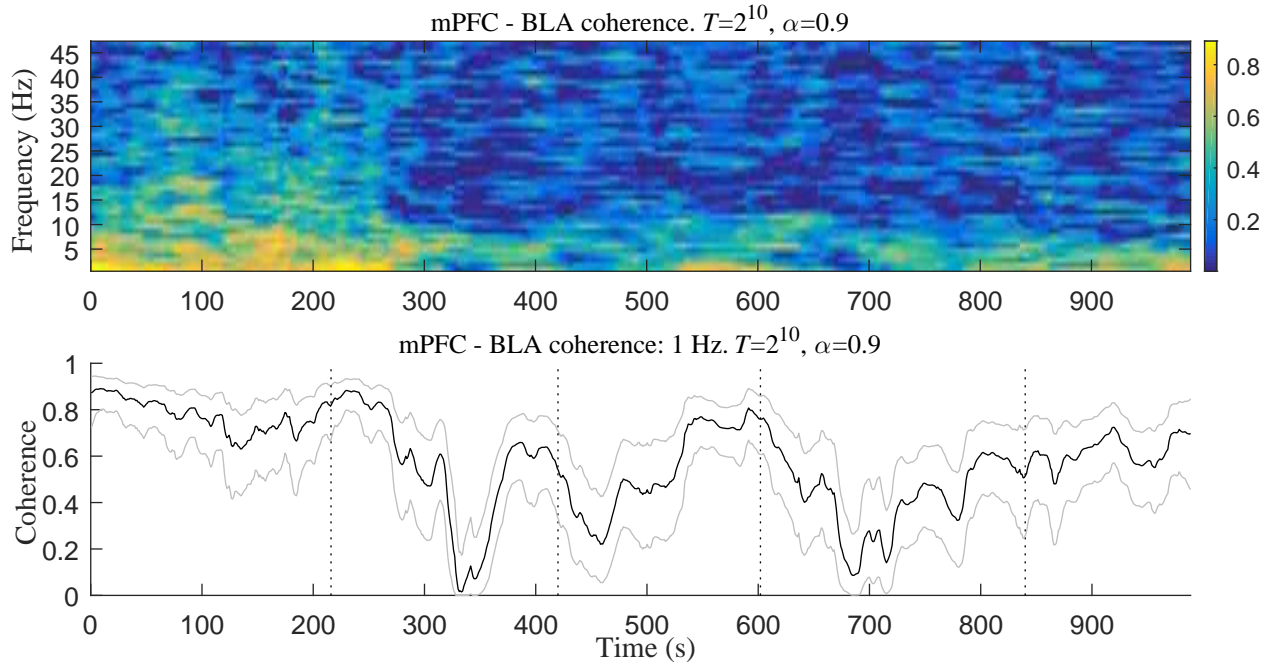 mPFC - BLA coherence. T=2^10, α=0.9
Frequency (Hz)
45
40
35
30
25
20
15
10
5
0 100 200 300 400 500 600 700 800 900
0.8
0.6
0.4
0.2
mPFC - BLA coherence: 1 Hz. T=2^10, α=0.9
Coherence
1
0.8
0.6
0.4
0.2
0
0 100 200 300 400 500 600 700 800 900
Time (s)